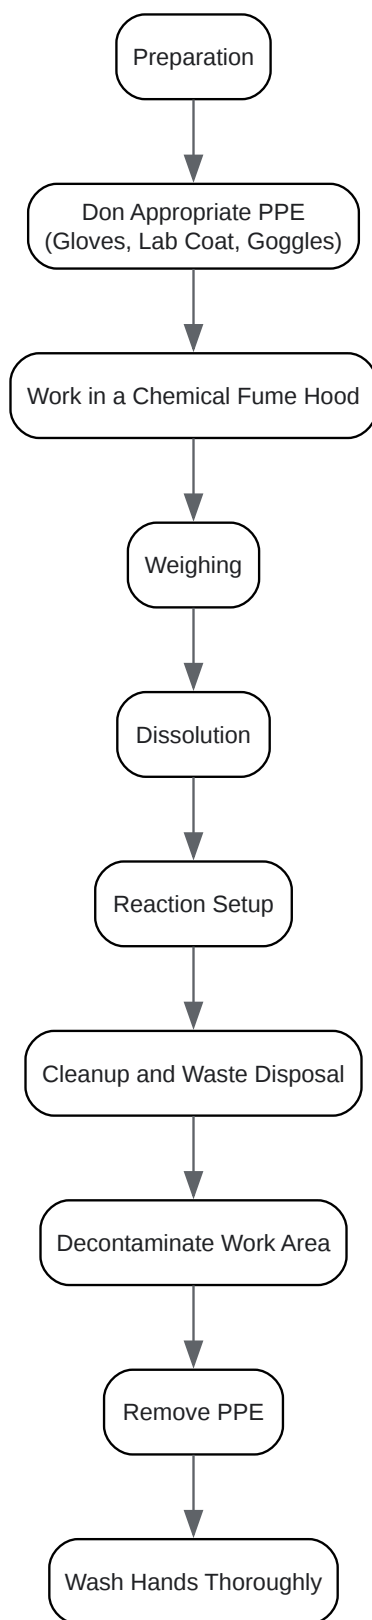 Preparation
Don Appropriate PPE
(Gloves, Lab Coat, Goggles)
Work in a Chemical Fume Hood
Weighing
Dissolution
Reaction Setup
Cleanup and Waste Disposal
Decontaminate Work Area
Remove PPE
Wash Hands Thoroughly